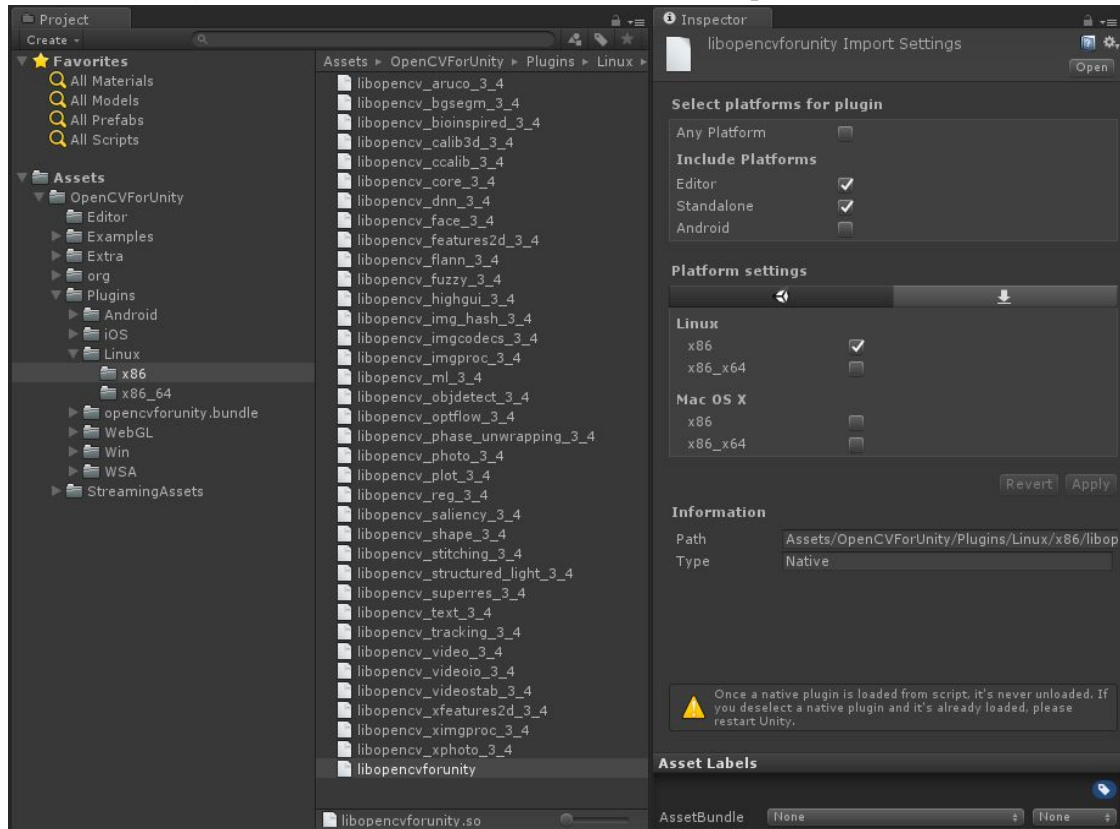 Project
Create
Favorites
All Materials
All Models
All Prefabs
All Scripts
Assets
OpenCVForUnity
Editor
Examples
Extra
org
Plugins
Android
iOS
Linux
x86
x86_64
opencvforunity.bundle
WebGL
Win
WSA
StreamingAssets
Assets ▸ OpenCVForUnity ▸ Plugins ▸ Linux ▸
libopencv_aruco_3_4
libopencv_bgsegm_3_4
libopencv_bioinspired_3_4
libopencv_calib3d_3_4
libopencv_ccalib_3_4
libopencv_core_3_4
libopencv_dnn_3_4
libopencv_face_3_4
libopencv_features2d_3_4
libopencv_flann_3_4
libopencv_fuzzy_3_4
libopencv_highgui_3_4
libopencv_img_hash_3_4
libopencv_imgcodecs_3_4
libopencv_imgproc_3_4
libopencv_ml_3_4
libopencv_objdetect_3_4
libopencv_optflow_3_4
libopencv_phase_unwrapping_3_4
libopencv_photo_3_4
libopencv_plot_3_4
libopencv_reg_3_4
libopencv_saliency_3_4
libopencv_shape_3_4
libopencv_stitching_3_4
libopencv_structured_light_3_4
libopencv_superres_3_4
libopencv_text_3_4
libopencv_tracking_3_4
libopencv_video_3_4
libopencv_videoio_3_4
libopencv_videostab_3_4
libopencv_xfeatures2d_3_4
libopencv_ximgproc_3_4
libopencv_xphoto_3_4
libopencvforunity
libopencvforunity.so
Inspector
libopencvforunity Import Settings
Open
Select platforms for plugin
Any Platform
Include Platforms
Editor
Standalone
Android
Platform settings
Linux
x86
x86_x64
Mac OS X
x86
x86_x64
Revert Apply
Information
Path Assets/OpenCVForUnity/Plugins/Linux/x86/libop
Type Native
Once a native plugin is loaded from script, it's never unloaded. If
you deselect a native plugin and it's already loaded, please
restart Unity.
Asset Labels
AssetBundle None None